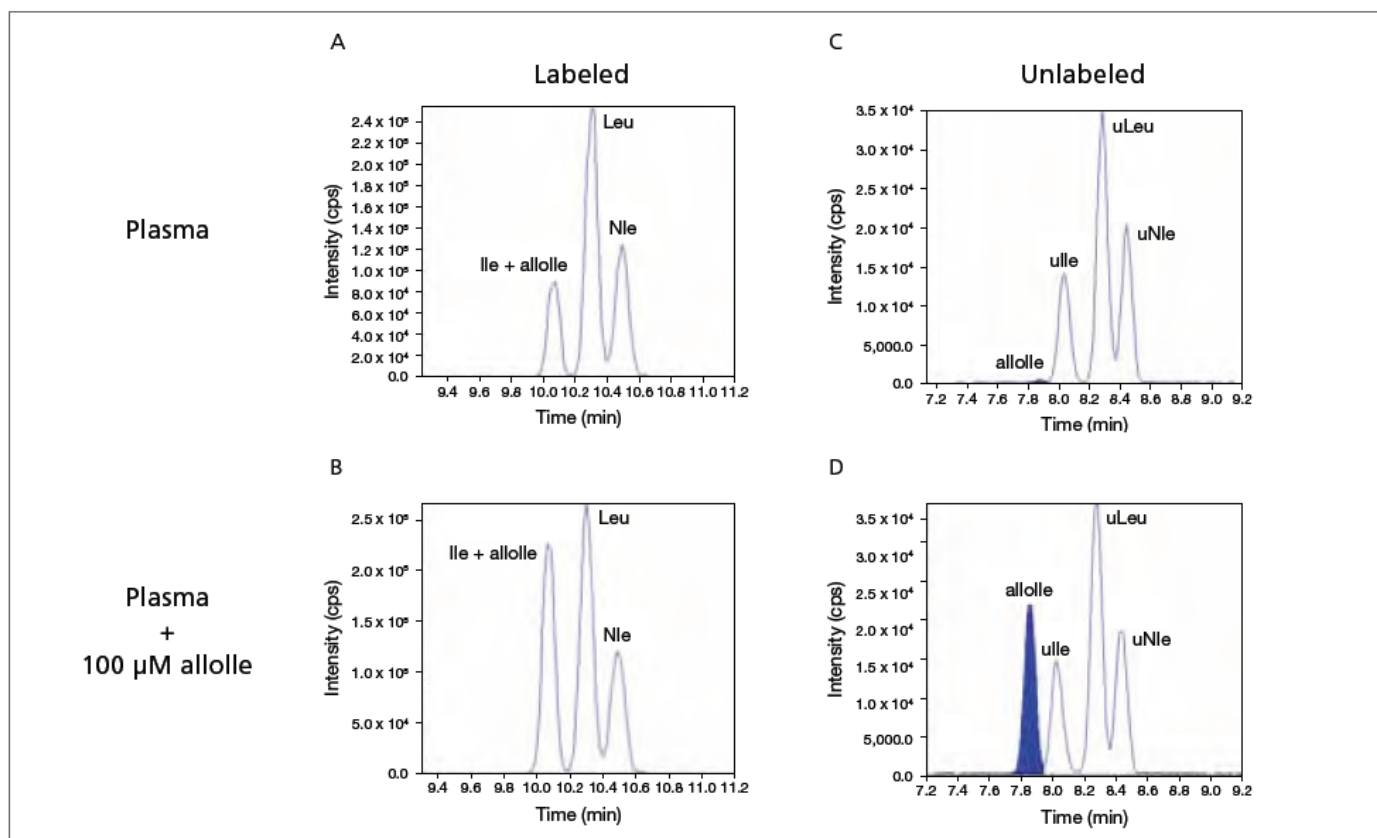 A
Labeled
Intensity (cps)
2.4 x 10⁵
2.2 x 10⁵
2.0 x 10⁵
1.8 x 10⁵
1.6 x 10⁵
1.4 x 10⁵
1.2 x 10⁵
1.0 x 10⁵
8.0 x 10⁴
6.0 x 10⁴
4.0 x 10⁴
2.0 x 10⁴
0.0
Ile + alloIle
Leu
Nle
9.4 9.6 9.8 10.0 10.2 10.4 10.6 10.8 11.0 11.2
Time (min)
C
Unlabeled
Intensity (cps)
3.5 x 10⁴
3.0 x 10⁴
2.5 x 10⁴
2.0 x 10⁴
1.5 x 10⁴
1.0 x 10⁴
5,000.0
0.0
alloIle
uIle
uLeu
uNle
7.2 7.4 7.6 7.8 8.0 8.2 8.4 8.6 8.8 9.0 9.2
Time (min)
Plasma
B
Intensity (cps)
2.5 x 10⁵
2.0 x 10⁵
1.5 x 10⁵
1.0 x 10⁵
5.0 x 10⁴
0.0
Ile + alloIle
Leu
Nle
9.4 9.6 9.8 10.0 10.2 10.4 10.6 10.8 11.0 11.2
Time (min)
D
Intensity (cps)
3.5 x 10⁴
3.0 x 10⁴
2.5 x 10⁴
2.0 x 10⁴
1.5 x 10⁴
1.0 x 10⁴
5,000.0
0.0
alloIle
uIle
uLeu
uNle
7.2 7.4 7.6 7.8 8.0 8.2 8.4 8.6 8.8 9.0 9.2
Time (min)
Plasma
+
100 µM alloIle